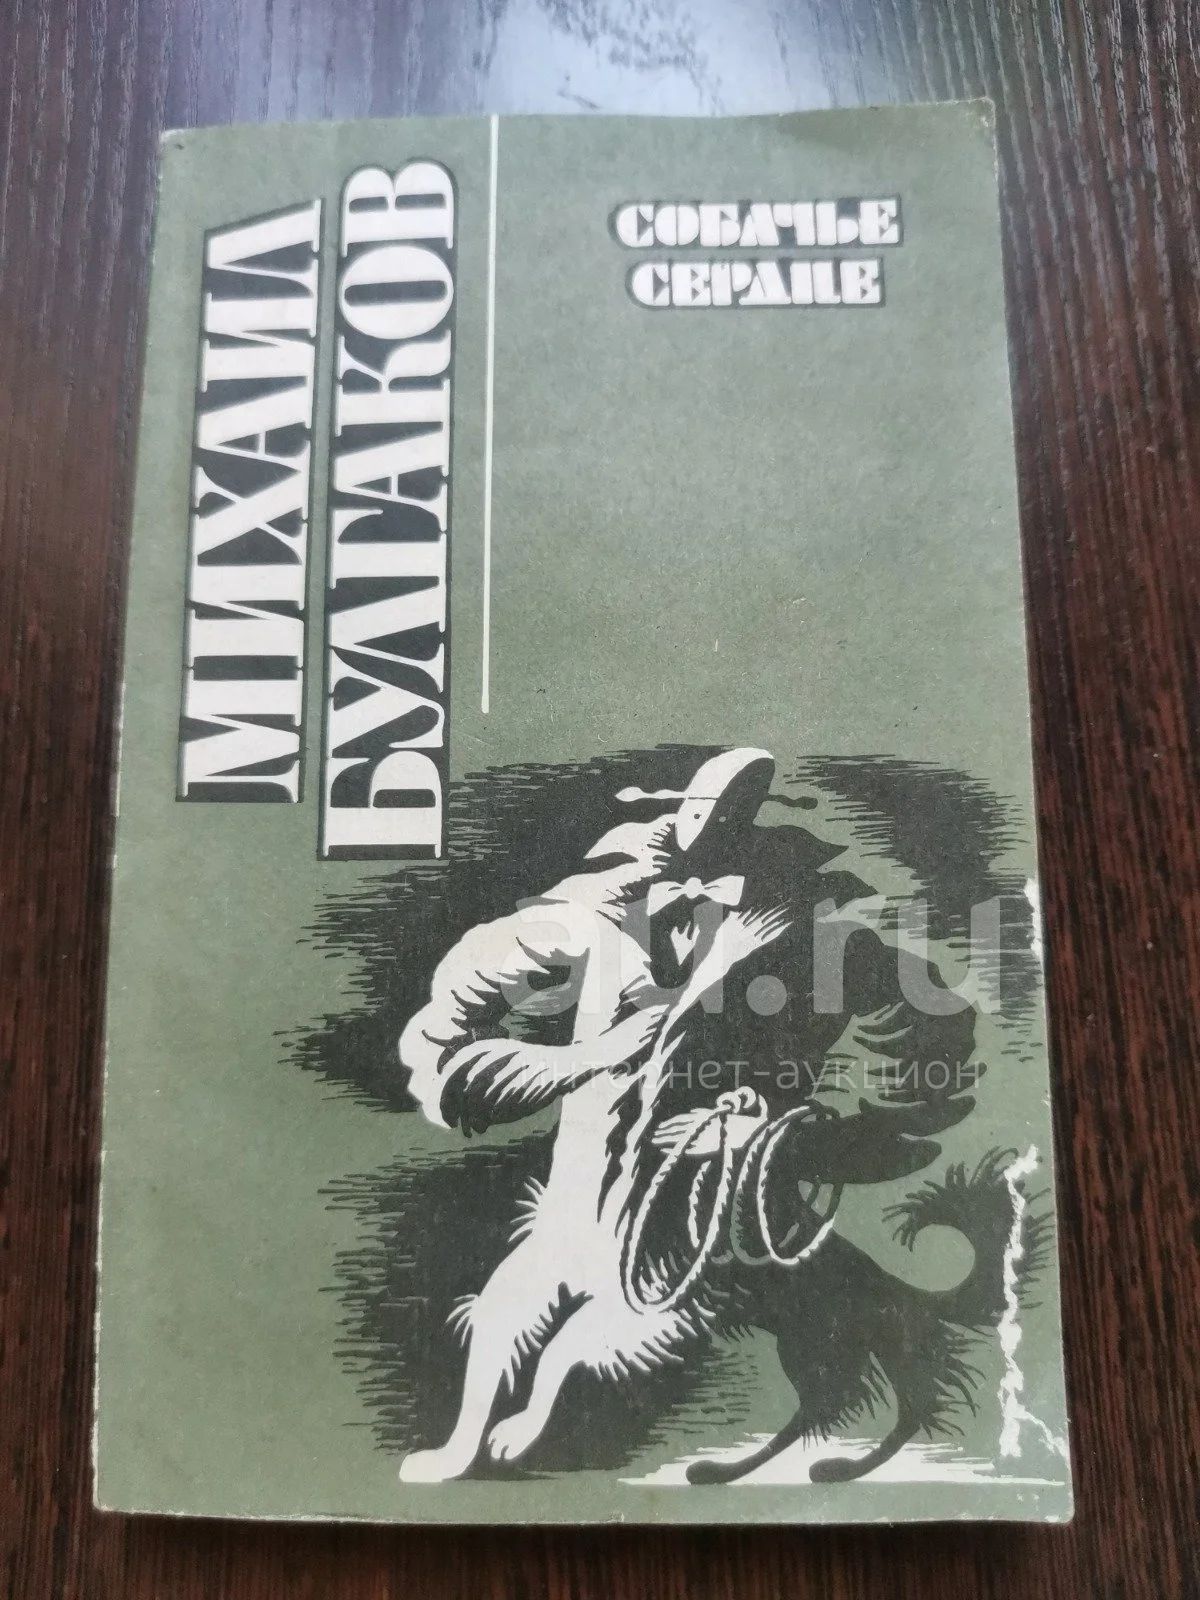 МИХАИЛ
БУЛГАКОВ
СОБАЧЬЕ
СЕРДЦЕ
au.ru
интернет-аукцион